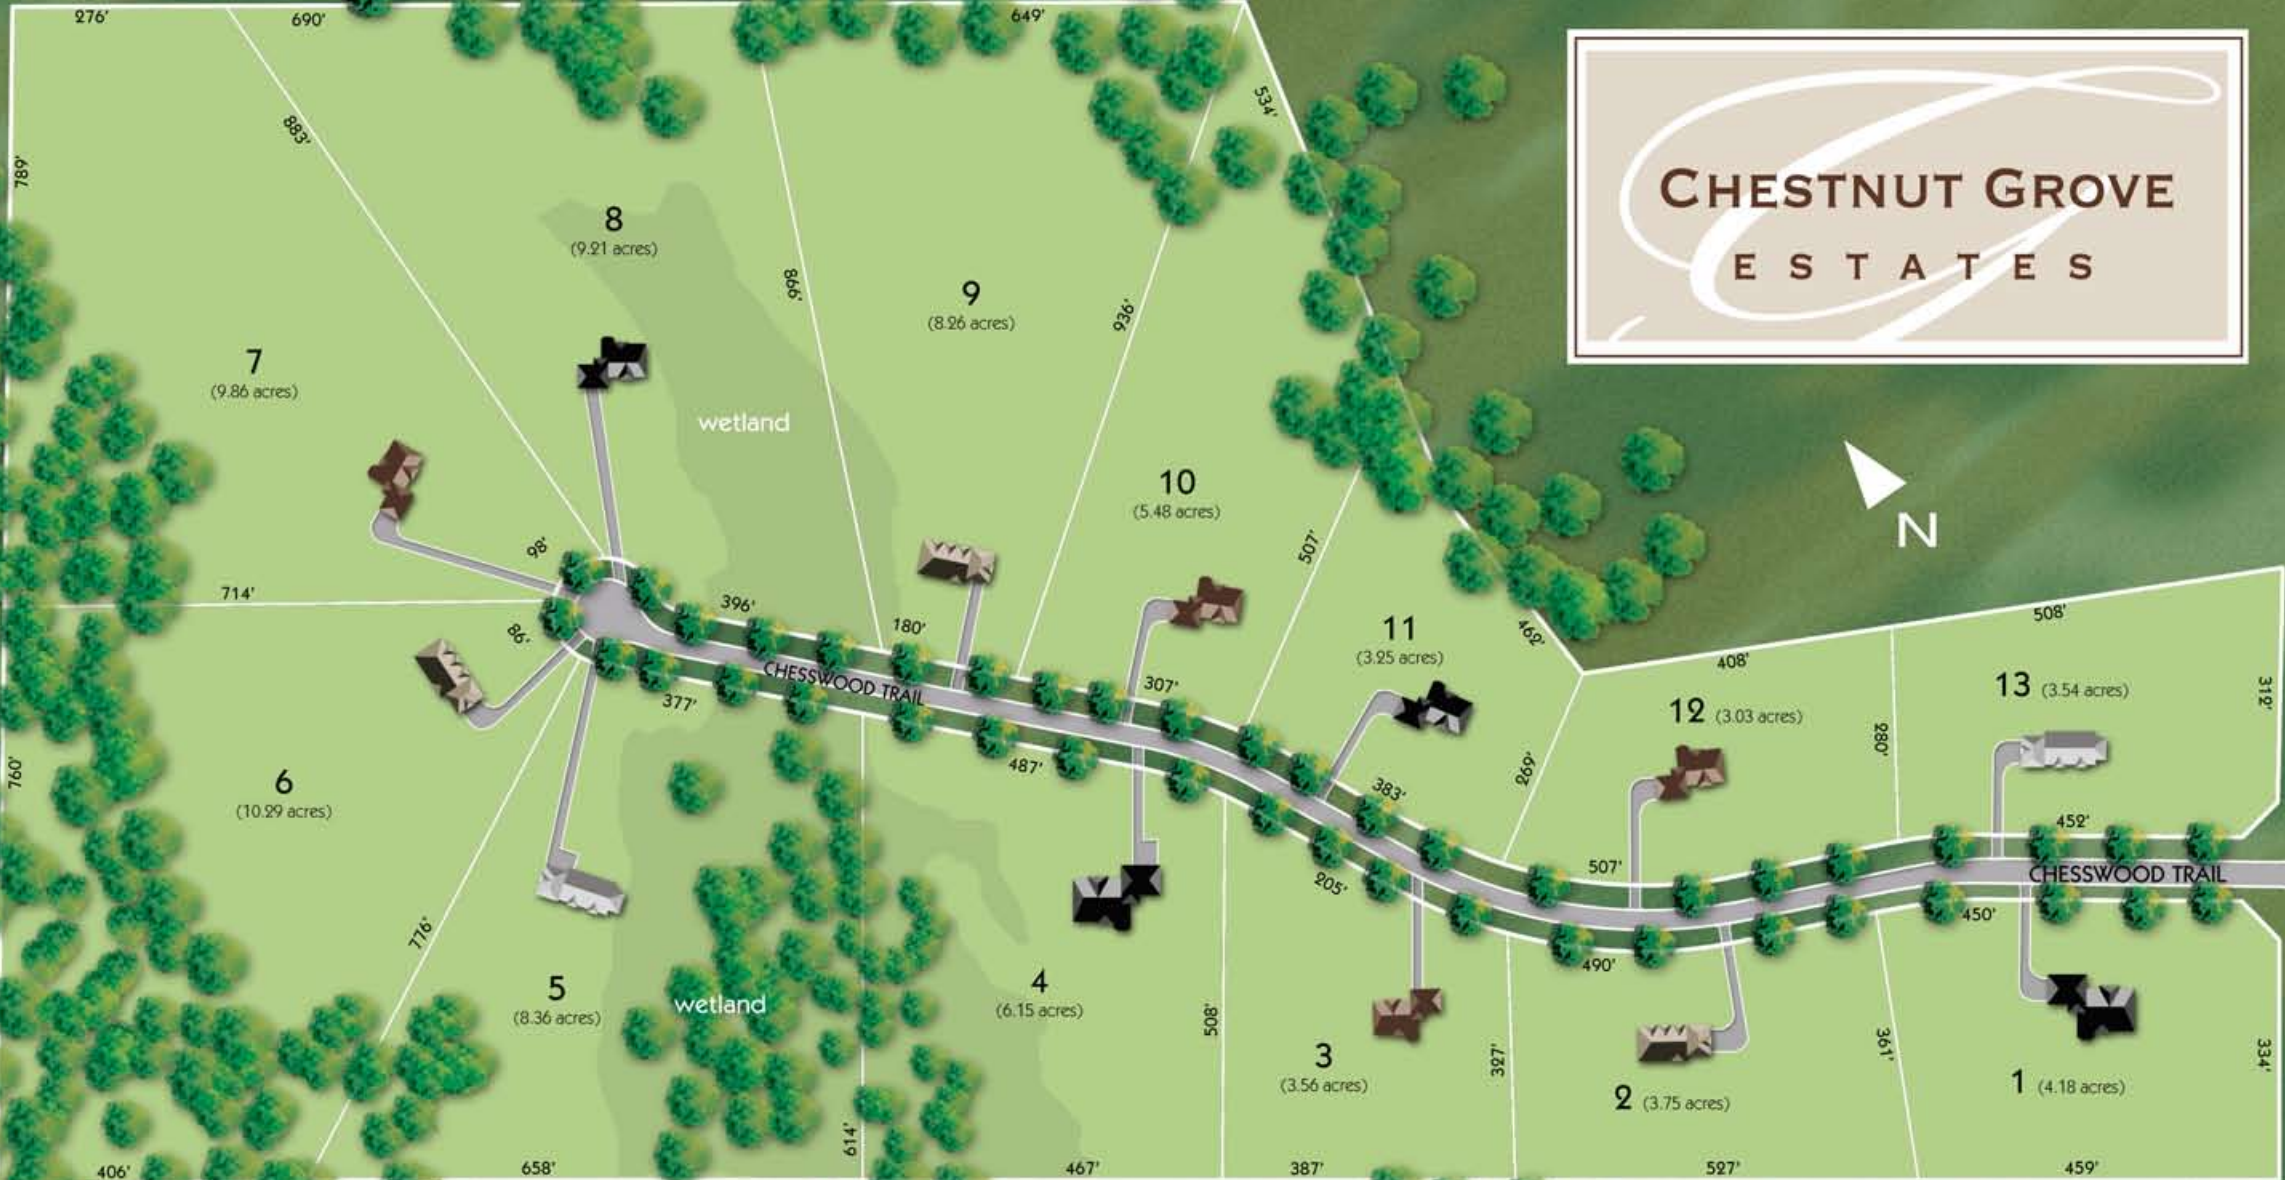 276'
690'
649'
CHESTNUT GROVE
ESTATES
N
789'
883'
534'
8
(9.21 acres)
866'
9
(8.26 acres)
936'
7
(9.86 acres)
wetland
10
(5.48 acres)
507'
98'
714'
86'
396'
180'
CHESSWOOD TRAIL
307'
11
(3.25 acres)
462'
408'
508'
377'
487'
383'
269'
12 (3.03 acres)
280'
13 (3.54 acres)
312'
760'
6
(10.29 acres)
776'
5
(8.36 acres)
wetland
4
(6.15 acres)
205'
507'
452'
CHESSWOOD TRAIL
490'
450'
508'
3
(3.56 acres)
327'
2 (3.75 acres)
361'
1 (4.18 acres)
334'
614'
406'
658'
467'
387'
527'
459'